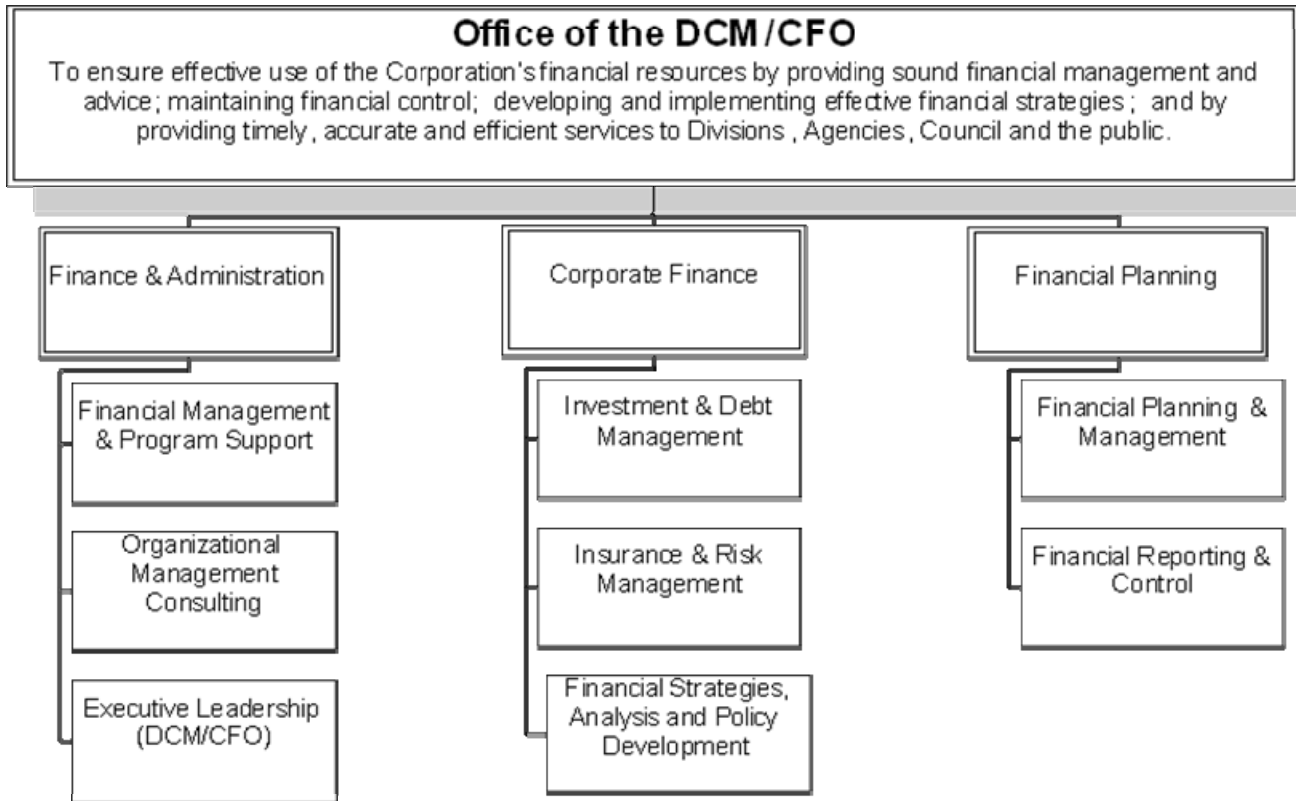 Office of the DCM/CFO
To ensure effective use of the Corporation's financial resources by providing sound financial management and
advice; maintaining financial control; developing and implementing effective financial strategies; and by
providing timely, accurate and efficient services to Divisions, Agencies, Council and the public.
Finance & Administration
Corporate Finance
Financial Planning
Financial Management
& Program Support
Investment & Debt
Management
Financial Planning &
Management
Organizational
Management
Consulting
Insurance & Risk
Management
Financial Reporting &
Control
Executive Leadership
(DCM/CFO)
Financial Strategies,
Analysis and Policy
Development